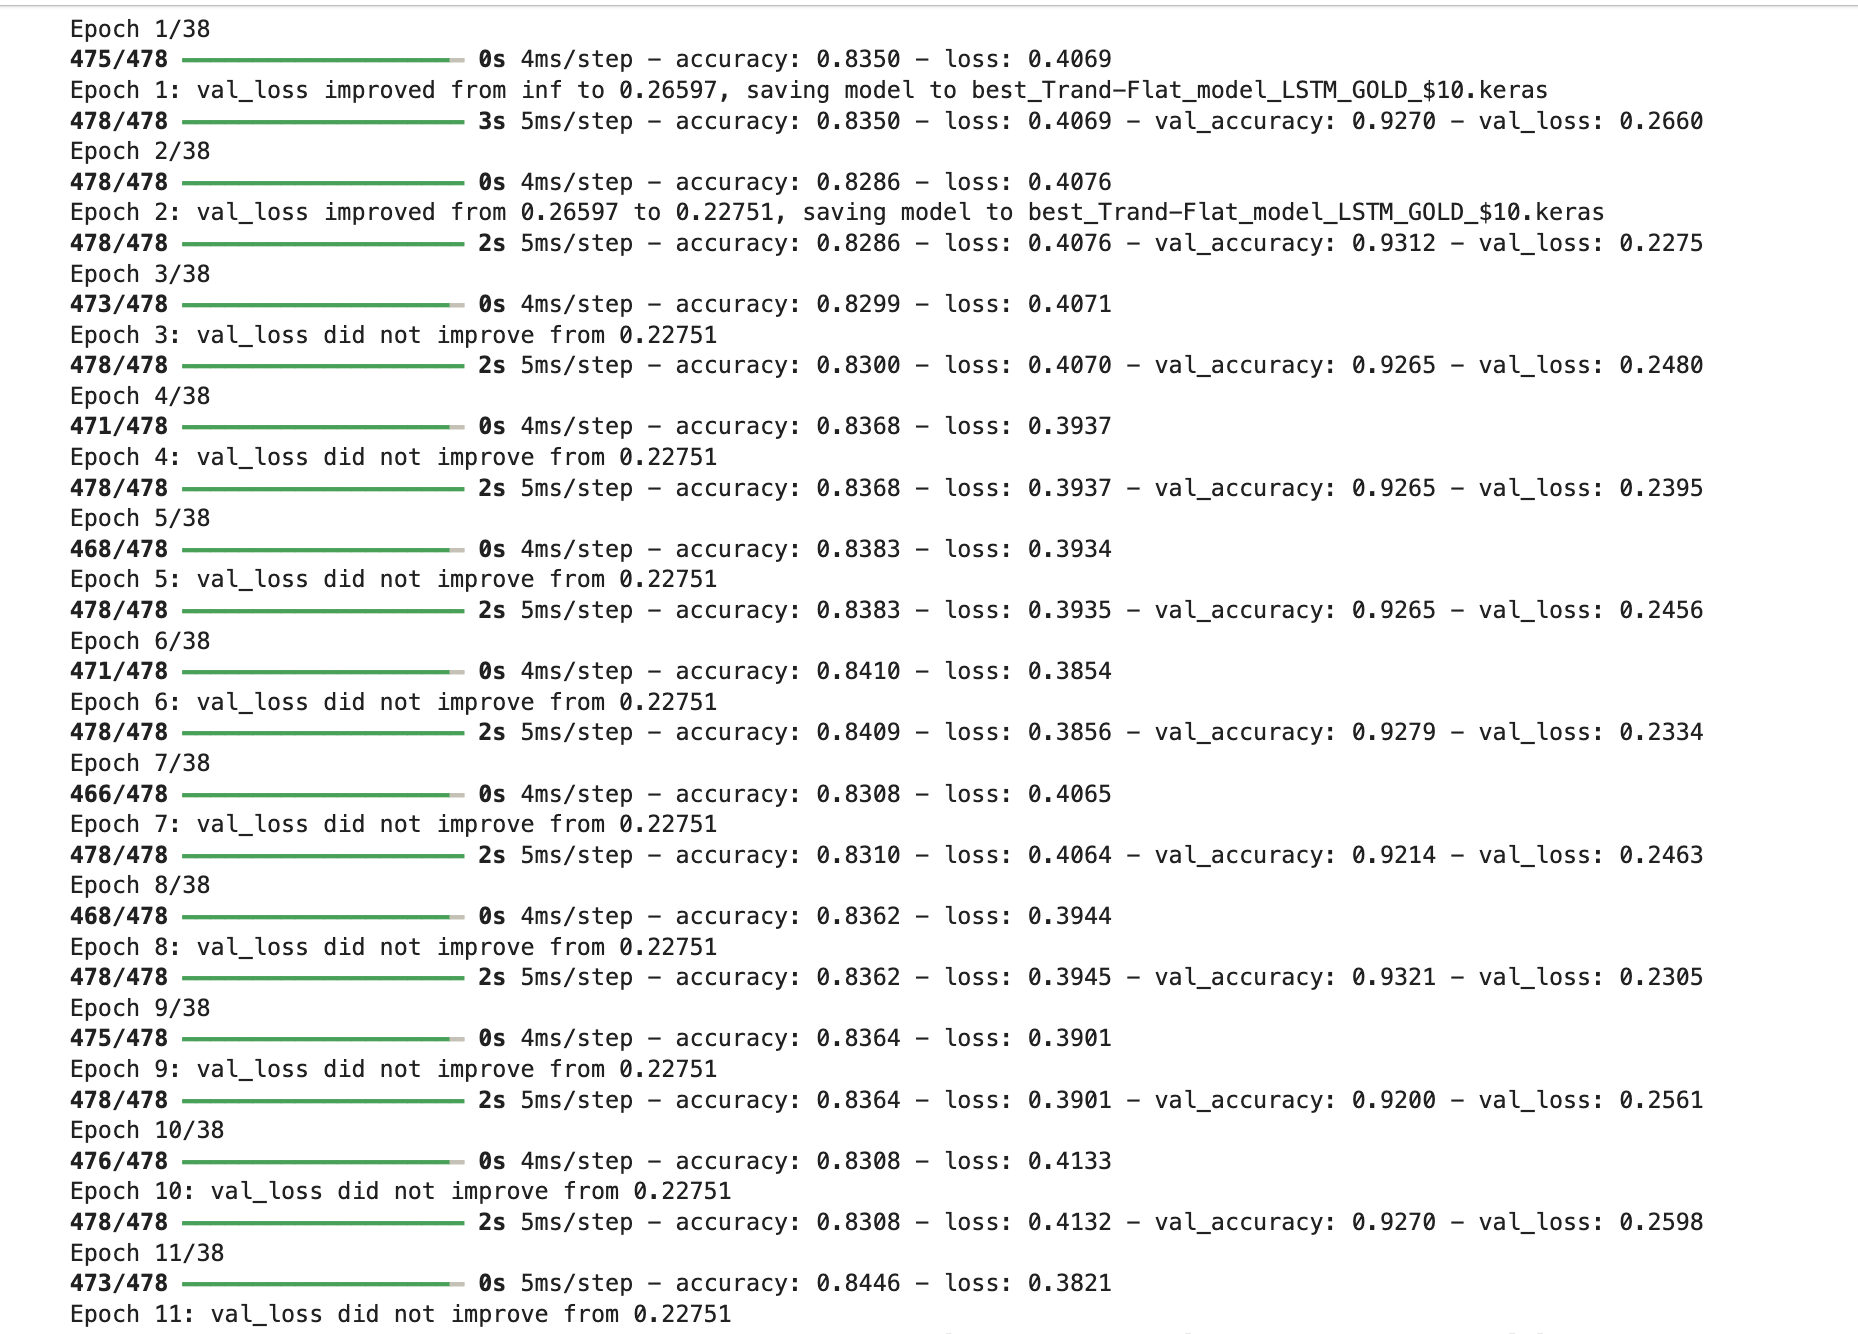 Epoch 1/38
475/478 0s 4ms/step - accuracy: 0.8350 - loss: 0.4069
Epoch 1: val_loss improved from inf to 0.26597, saving model to best_Trand-Flat_model_LSTM_GOLD_$10.keras
478/478 3s 5ms/step - accuracy: 0.8350 - loss: 0.4069 - val_accuracy: 0.9270 - val_loss: 0.2660
Epoch 2/38
478/478 0s 4ms/step - accuracy: 0.8286 - loss: 0.4076
Epoch 2: val_loss improved from 0.26597 to 0.22751, saving model to best_Trand-Flat_model_LSTM_GOLD_$10.keras
478/478 2s 5ms/step - accuracy: 0.8286 - loss: 0.4076 - val_accuracy: 0.9312 - val_loss: 0.2275
Epoch 3/38
473/478 0s 4ms/step - accuracy: 0.8299 - loss: 0.4071
Epoch 3: val_loss did not improve from 0.22751
478/478 2s 5ms/step - accuracy: 0.8300 - loss: 0.4070 - val_accuracy: 0.9265 - val_loss: 0.2480
Epoch 4/38
471/478 0s 4ms/step - accuracy: 0.8368 - loss: 0.3937
Epoch 4: val_loss did not improve from 0.22751
478/478 2s 5ms/step - accuracy: 0.8368 - loss: 0.3937 - val_accuracy: 0.9265 - val_loss: 0.2395
Epoch 5/38
468/478 0s 4ms/step - accuracy: 0.8383 - loss: 0.3934
Epoch 5: val_loss did not improve from 0.22751
478/478 2s 5ms/step - accuracy: 0.8383 - loss: 0.3935 - val_accuracy: 0.9265 - val_loss: 0.2456
Epoch 6/38
471/478 0s 4ms/step - accuracy: 0.8410 - loss: 0.3854
Epoch 6: val_loss did not improve from 0.22751
478/478 2s 5ms/step - accuracy: 0.8409 - loss: 0.3856 - val_accuracy: 0.9279 - val_loss: 0.2334
Epoch 7/38
466/478 0s 4ms/step - accuracy: 0.8308 - loss: 0.4065
Epoch 7: val_loss did not improve from 0.22751
478/478 2s 5ms/step - accuracy: 0.8310 - loss: 0.4064 - val_accuracy: 0.9214 - val_loss: 0.2463
Epoch 8/38
468/478 0s 4ms/step - accuracy: 0.8362 - loss: 0.3944
Epoch 8: val_loss did not improve from 0.22751
478/478 2s 5ms/step - accuracy: 0.8362 - loss: 0.3945 - val_accuracy: 0.9321 - val_loss: 0.2305
Epoch 9/38
475/478 0s 4ms/step - accuracy: 0.8364 - loss: 0.3901
Epoch 9: val_loss did not improve from 0.22751
478/478 2s 5ms/step - accuracy: 0.8364 - loss: 0.3901 - val_accuracy: 0.9200 - val_loss: 0.2561
Epoch 10/38
476/478 0s 4ms/step - accuracy: 0.8308 - loss: 0.4133
Epoch 10: val_loss did not improve from 0.22751
478/478 2s 5ms/step - accuracy: 0.8308 - loss: 0.4132 - val_accuracy: 0.9270 - val_loss: 0.2598
Epoch 11/38
473/478 0s 5ms/step - accuracy: 0.8446 - loss: 0.3821
Epoch 11: val_loss did not improve from 0.22751